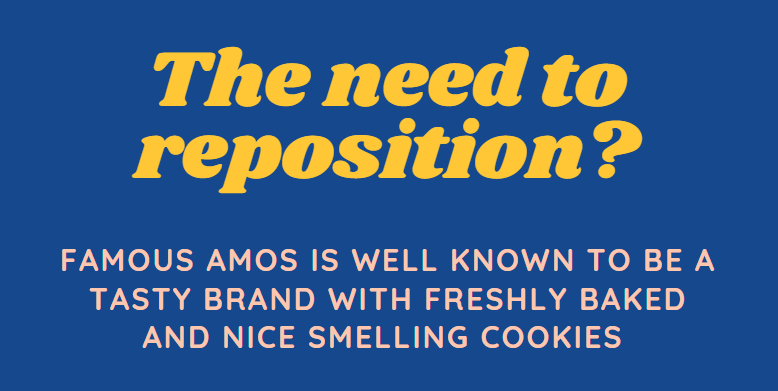 The need to
reposition?
FAMOUS AMOS IS WELL KNOWN TO BE A
TASTY BRAND WITH FRESHLY BAKED
AND NICE SMELLING COOKIES